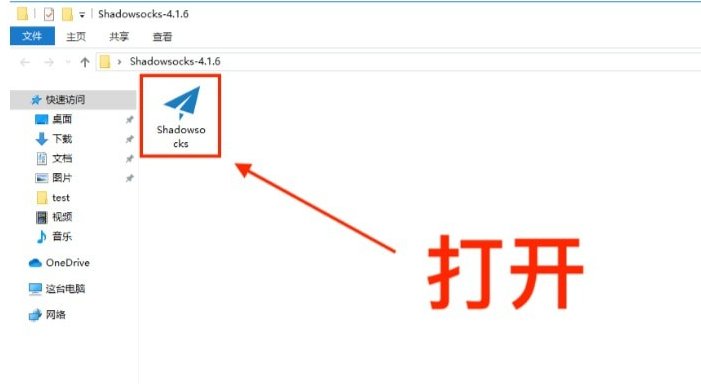 Shadowsocks-4.1.6
文件 主页 共享 查看
Shadowsocks-4.1.6
快速访问
桌面
下载
文档
图片
test
视频
音乐
OneDrive
这台电脑
网络
Shadowso
cks
打开